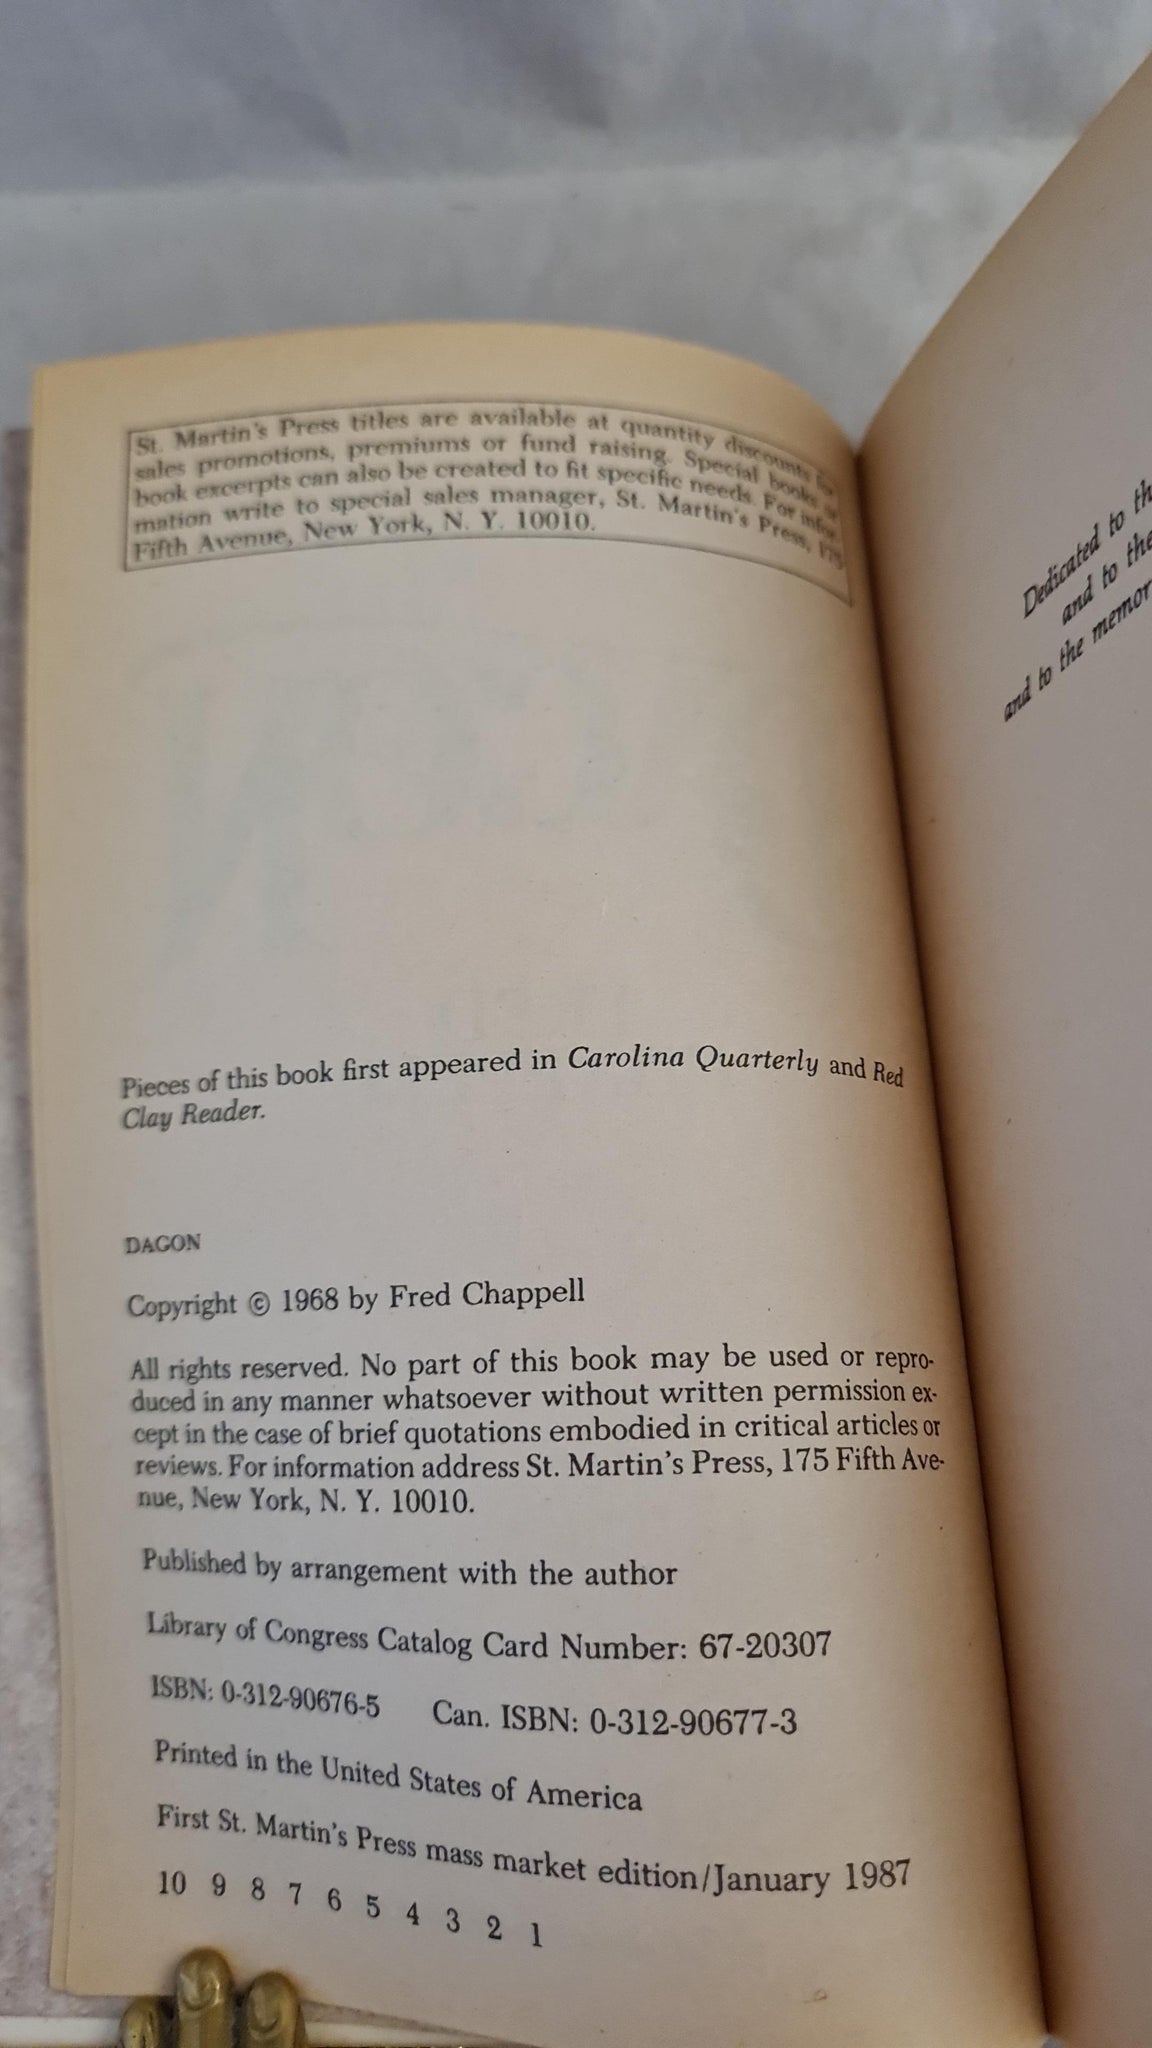 St. Martin's Press titles are available at quantity discounts for
sales promotions, premiums or fund raising. Special books or
book excerpts can also be created to fit specific needs. For infor-
mation write to special sales manager, St. Martin's Press, 175
Fifth Avenue, New York, N. Y. 10010.
Pieces of this book first appeared in Carolina Quarterly and Red
Clay Reader.
DAGON
Copyright © 1968 by Fred Chappell
All rights reserved. No part of this book may be used or repro-
duced in any manner whatsoever without written permission ex-
cept in the case of brief quotations embodied in critical articles or
reviews. For information address St. Martin's Press, 175 Fifth Ave-
nue, New York, N. Y. 10010.
Published by arrangement with the author
Library of Congress Catalog Card Number: 67-20307
ISBN: 0-312-90676-5 Can. ISBN: 0-312-90677-3
Printed in the United States of America
First St. Martin's Press mass market edition/January 1987
10 9 8 7 6 5 4 3 2 1
Dedicated to
and to the
and to the